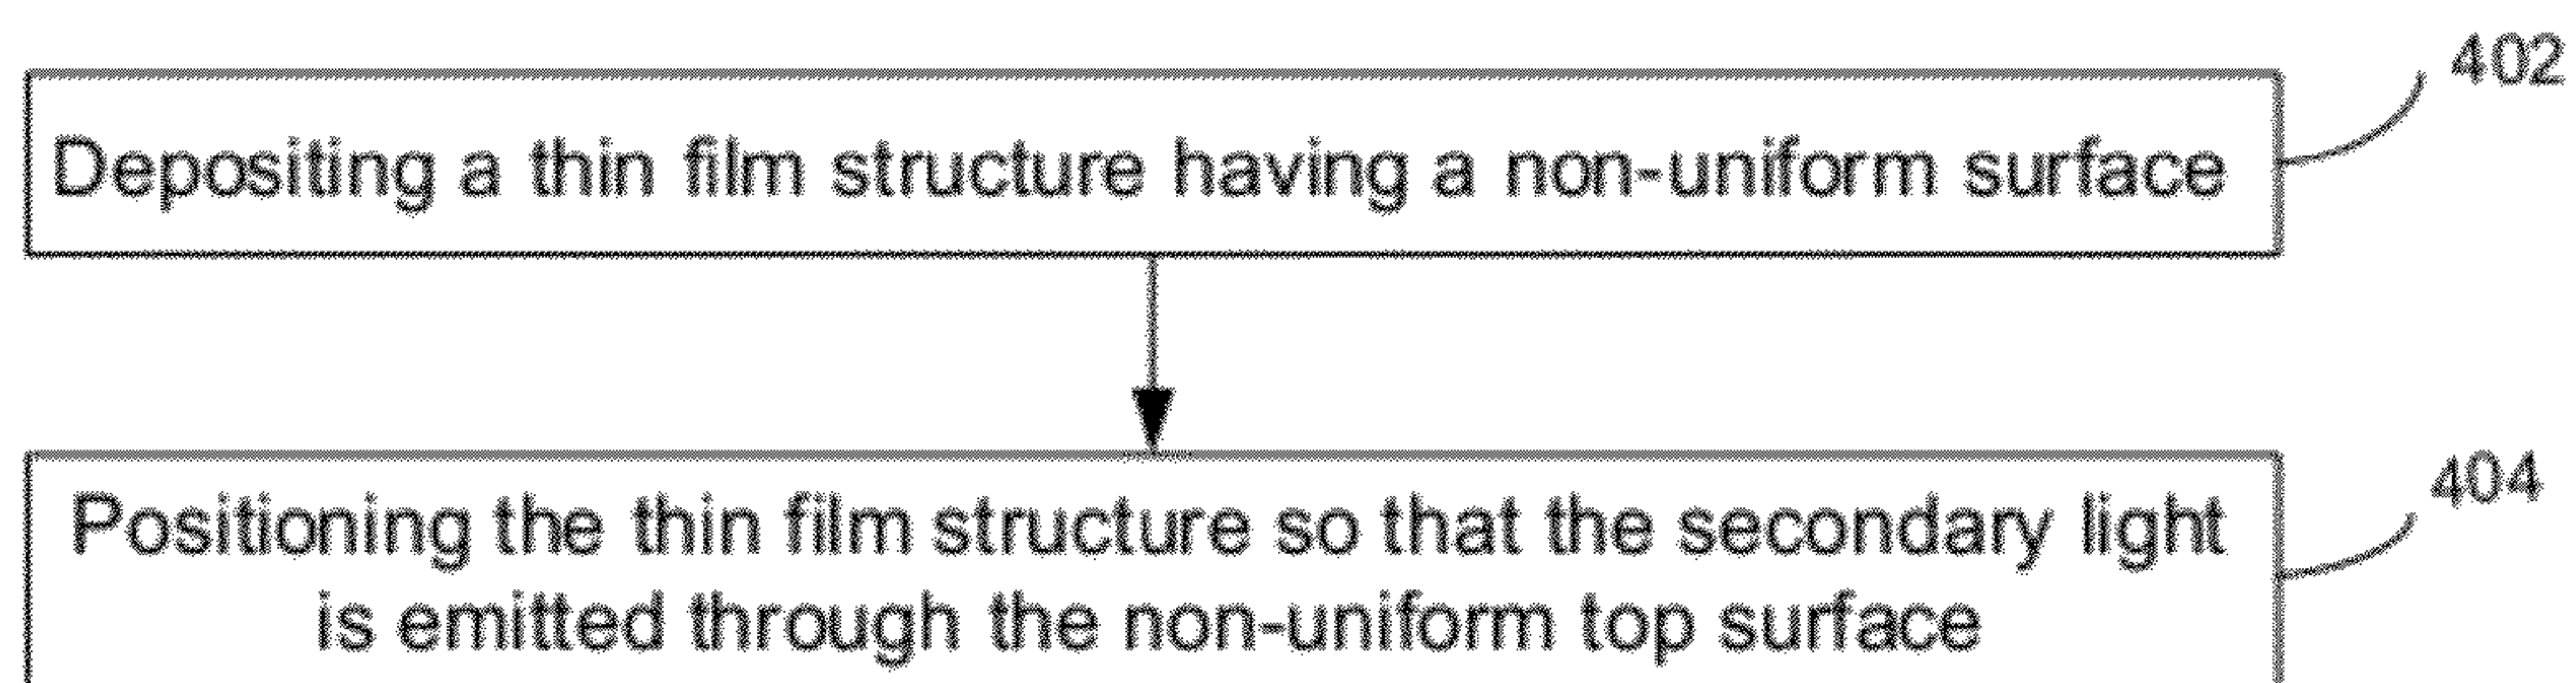 402
Depositing a thin film structure having a non-uniform surface
404
Positioning the thin film structure so that the secondary light
is emitted through the non-uniform top surface